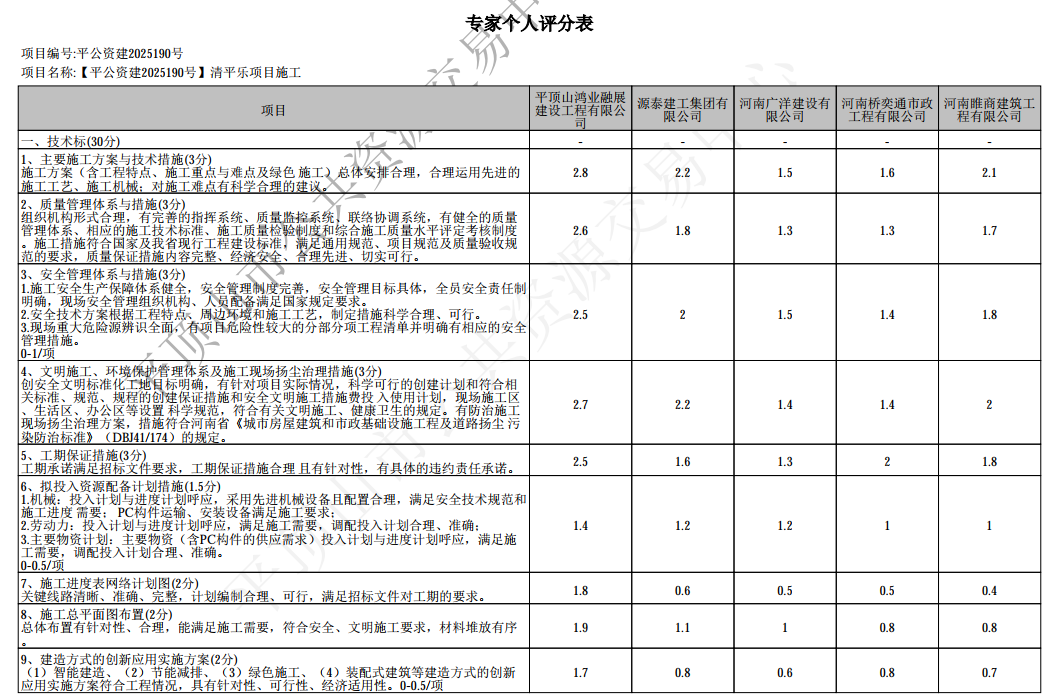 专家个人评分表
项目编号:平公资建2025190号
项目名称:【平公资建2025190号】清平乐项目施工
项目
平顶山鸿业融展
建设工程有限公
司
源泰建工集团有
限公司
河南广洋建设有
限公司
河南桥奕通市政
工程有限公司
河南睢商建筑工
程有限公司
一、技术标(30分)
- - - - -
1、主要施工方案与技术措施(3分)
施工方案（含工程特点、施工重点与难点及绿色 施工）总体安排合理，合理运用先进的
施工工艺、施工机械；对施工难点有科学合理的建议。
2.8 2.2 1.5 1.6 2.1
2、质量管理体系与措施(3分)
组织机构形式合理，有完善的指挥系统、质量监控系统、联络协调系统，有健全的质量
管理体系、相应的施工技术标准、施工质量检验制度和综合施工质量水平评定考核制度
。施工措施符合国家及我省现行工程建设标准，满足通用规范、项目规范及质量验收规
范的要求，质量保证措施内容完整、经济安全、合理先进、切实可行。
2.6 1.8 1.3 1.3 1.7
3、安全管理体系与措施(3分)
1.施工安全生产保障体系健全，安全管理制度完善，安全管理目标具体，全员安全责任制
明确，现场安全管理组织机构、人员配备满足国家规定要求。
2.安全技术方案根据工程特点、周边环境和施工工艺，制定措施科学合理、可行。
3.现场重大危险源辨识全面，有项目危险性较大的分部分项工程清单并明确有相应的安全
管理措施。
0-1/项
2.5 2 1.5 1.4 1.8
4、文明施工、环境保护管理体系及施工现场扬尘治理措施(3分)
创安全文明标准化工地目标明确，有针对项目实际情况，科学可行的创建计划和符合相
关标准、规范、规程的创建保证措施和安全文明施工措施费投 入使用计划，现场施工区
、生活区、办公区等设置 科学规范，符合有关文明施工、健康卫生的规定。有防治施工
现场扬尘治理方案，措施符合河南省《城市房屋建筑和市政基础设施工程及道路扬尘 污
染防治标准》（DBJ41/174）的规定。
2.7 2.2 1.4 1.4 2
5、工期保证措施(3分)
工期承诺满足招标文件要求，工期保证措施合理 且有针对性，有具体的违约责任承诺。
2.5 1.6 1.3 2 1.8
6、拟投入资源配备计划措施(1.5分)
1.机械：投入计划与进度计划呼应，采用先进机械设备且配置合理，满足安全技术规范和
施工进度 需要； PC构件运输、安装设备满足施工要求；
2.劳动力：投入计划与进度计划呼应，满足施工需要，调配投入计划合理、准确；
3.主要物资计划：主要物资（含PC构件的供应需求）投入计划与进度计划呼应，满足施
工需要，调配投入计划合理、准确。
0-0.5/项
1.4 1.2 1.2 1 1
7、施工进度表网络计划图(2分)
关键线路清晰、准确、完整，计划编制合理、可行，满足招标文件对工期的要求。
1.8 0.6 0.5 0.5 0.4
8、施工总平面图布置(2分)
总体布置有针对性、合理，能满足施工需要，符合安全、文明施工要求，材料堆放有序
。
1.9 1.1 1 0.8 0.8
9、建造方式的创新应用实施方案(2分)
（1）智能建造、（2）节能减排、（3）绿色施工、（4）装配式建筑等建造方式的创新
应用实施方案符合工程情况，具有针对性、可行性、经济适用性。0-0.5/项
1.7 0.8 0.6 0.8 0.7
平顶山市公共资源交易中
平顶山市公共资源交易中心